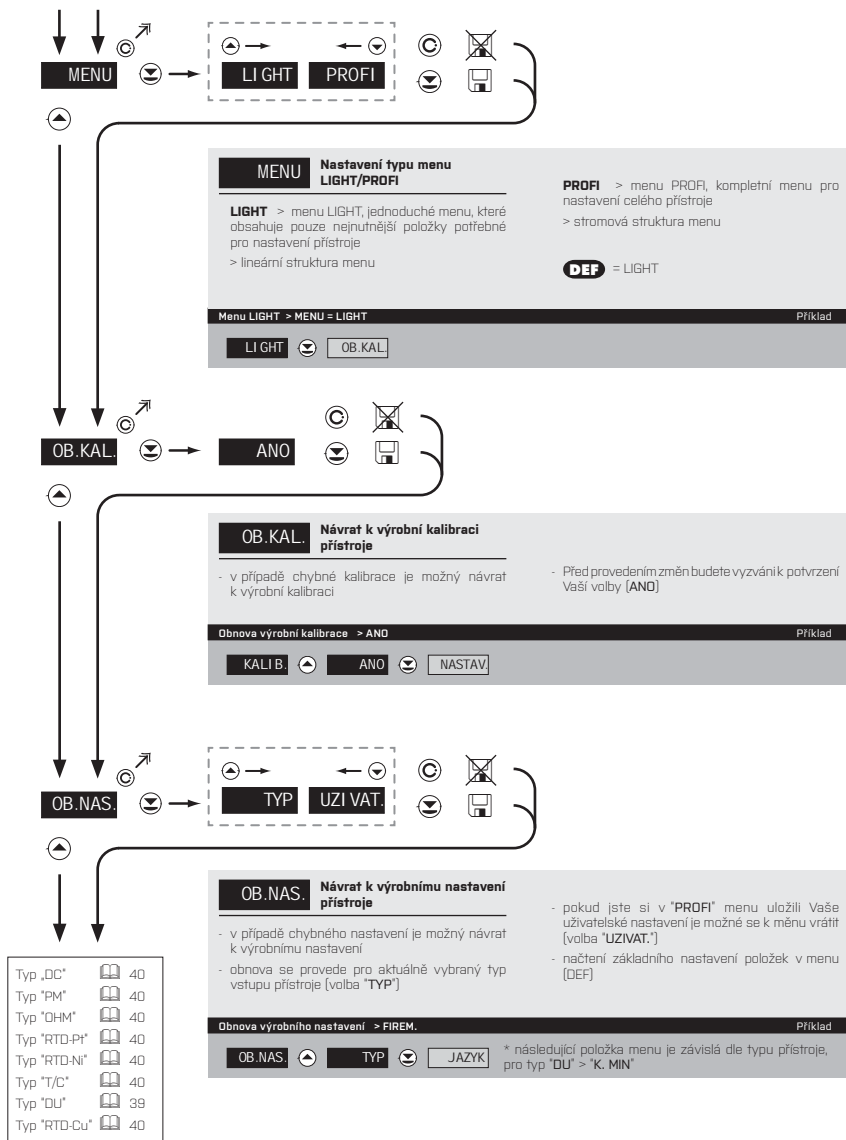 MENU
LIGHT PROFI
MENU
Nastavení typu menu
LIGHT/PROFI
LIGHT > menu LIGHT, jednoduché menu, které
obsahuje pouze nejnutnější položky potřebné
pro nastavení přístroje
> lineární struktura menu
PROFI > menu PROFI, kompletní menu pro
nastavení celého přístroje
> stromová struktura menu
DEF = LIGHT
Menu LIGHT > MENU = LIGHT Příklad
LIGHT OB.KAL.
OB.KAL. ANO
OB.KAL.
Návrat k výrobní kalibraci
přístroje
- v případě chybné kalibrace je možný návrat
k výrobní kalibraci
- Před provedením změn budete vyzváni k potvrzení
Vaší volby (ANO)
Obnova výrobní kalibrace > ANO Příklad
KALIB. ANO NASTAV.
OB.NAS. TYP UZIVAT.
OB.NAS.
Návrat k výrobnímu nastavení
přístroje
- v případě chybného nastavení je možný návrat
k výrobnímu nastavení
- obnova se provede pro aktuálně vybraný typ
vstupu přístroje (volba "TYP")
- pokud jste si v "PROFI" menu uložili Vaše
uživatelské nastavení je možné se k měnu vrátit
(volba "UZIVAT.")
- načtení základního nastavení položek v menu
(DEF)
Obnova výrobního nastavení > FIREM. Příklad
OB.NAS. TYP JAZYK
* následující položka menu je závislá dle typu přístroje,
pro typ "DU" > "K. MIN"
Typ „DC" 40
Typ "PM" 40
Typ "OHM" 40
Typ "RTD-Pt" 40
Typ "RTD-Ni" 40
Typ "T/C" 40
Typ "DU" 39
Typ "RTD-Cu" 40